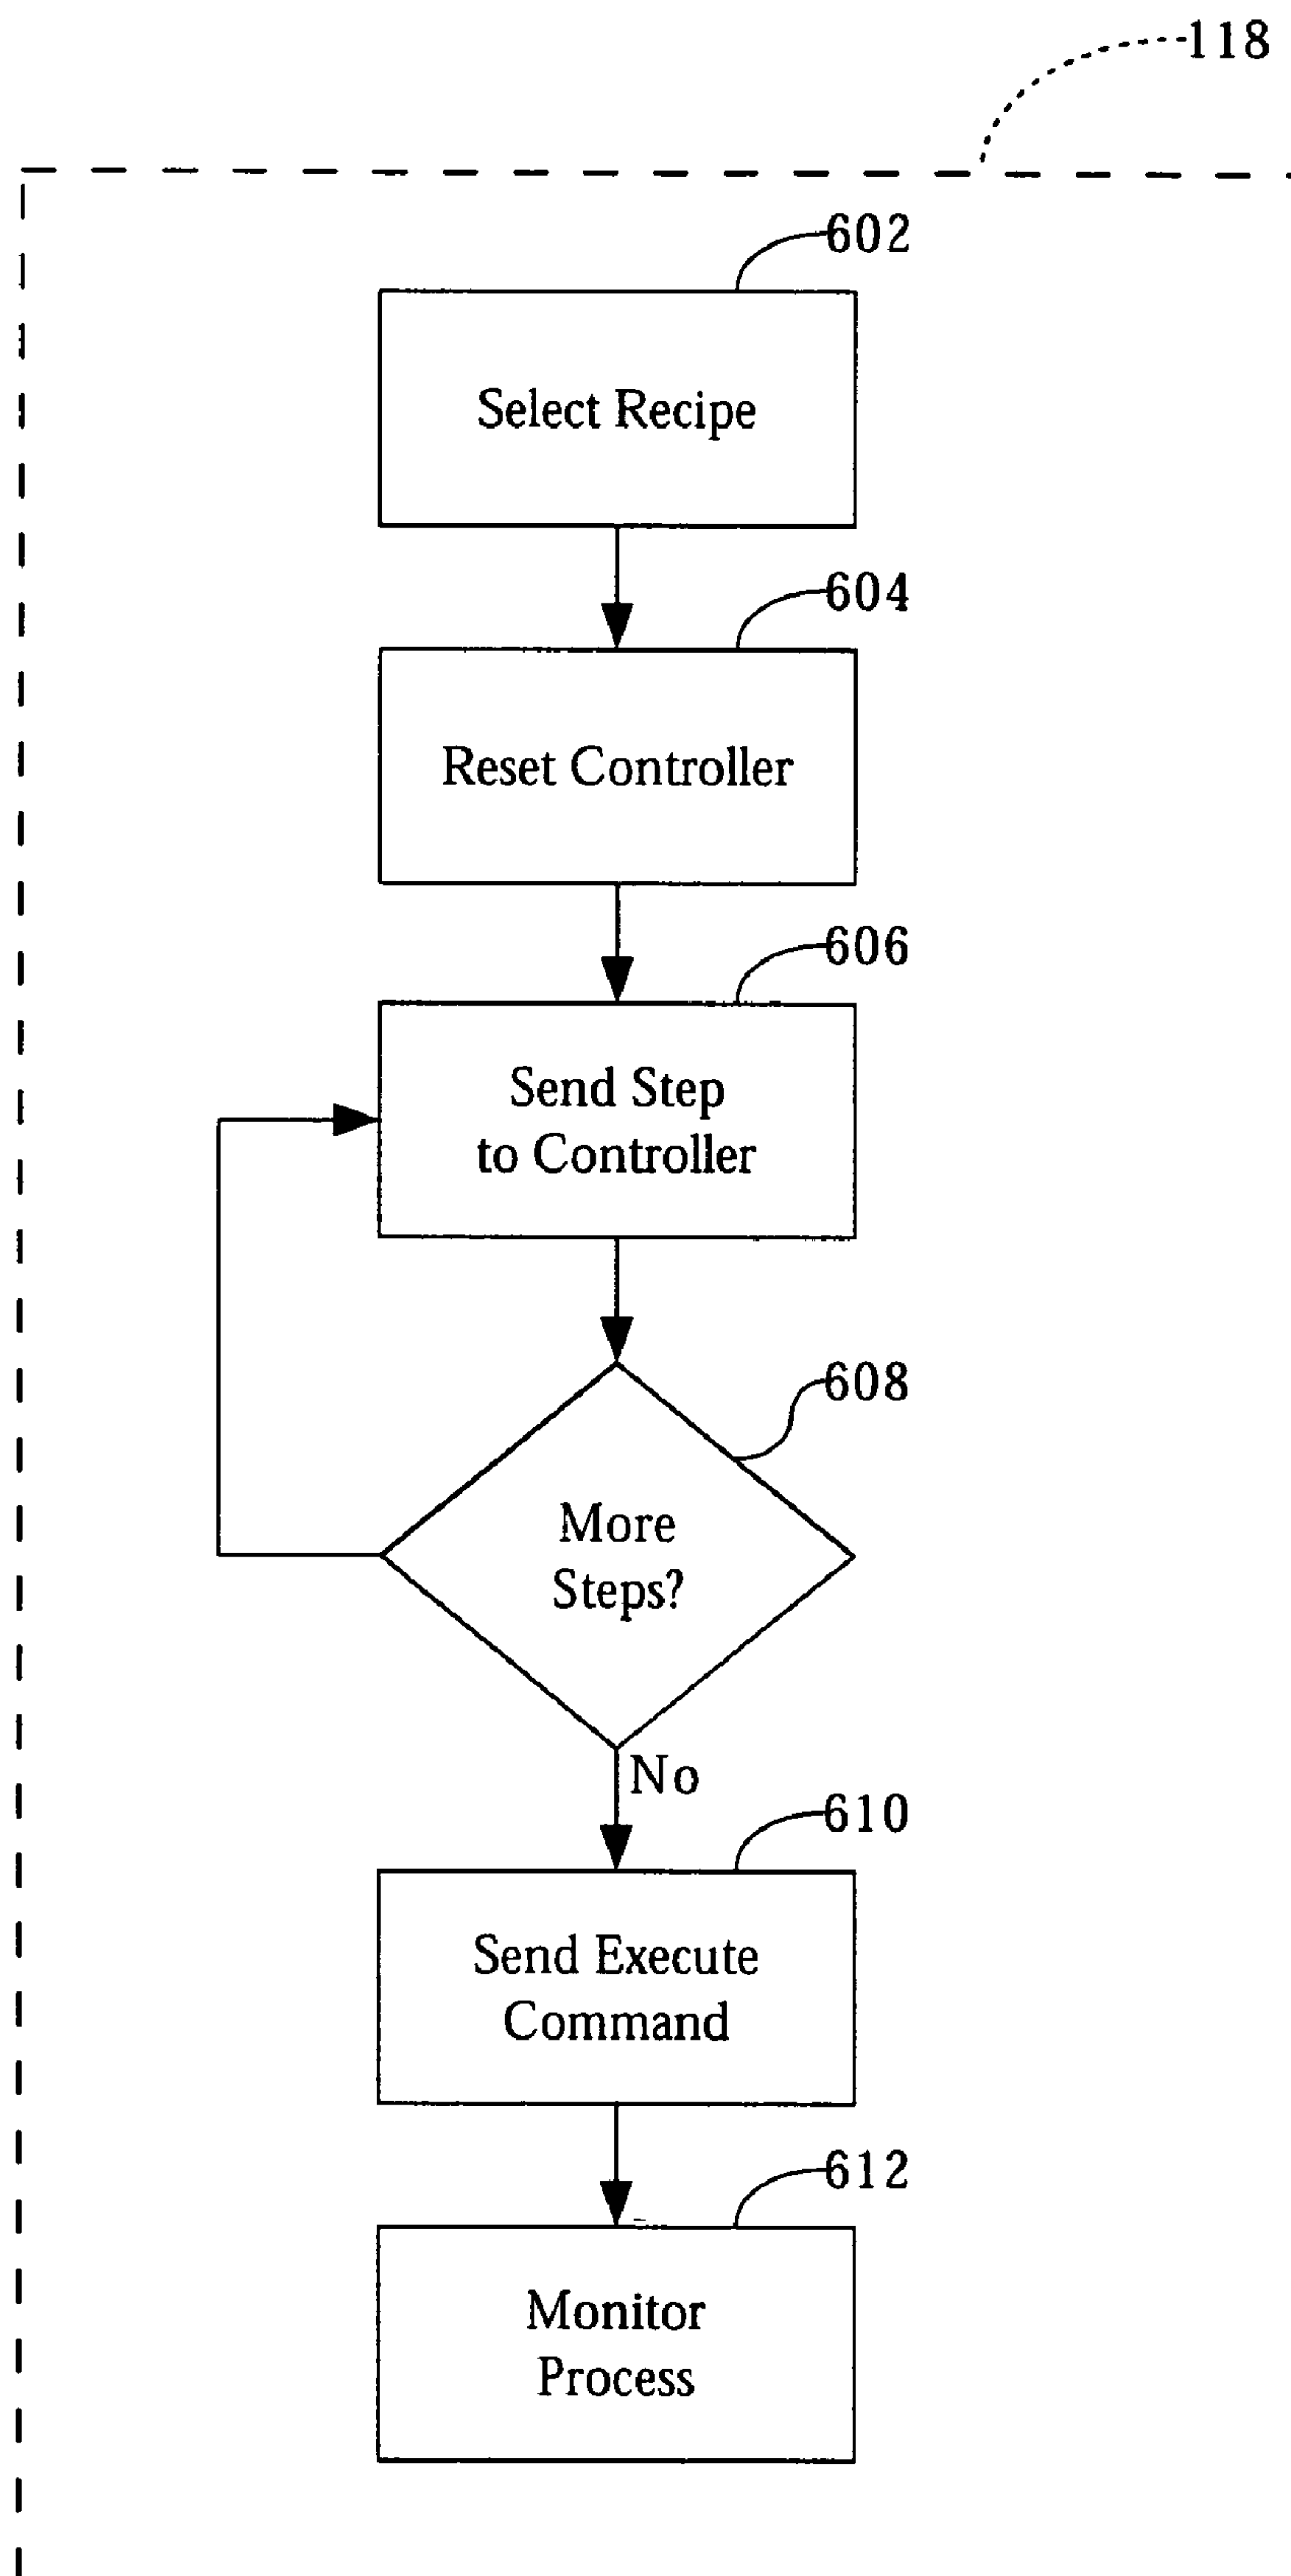 118
602
Select Recipe
604
Reset Controller
606
Send Step
to Controller
608
More
Steps?
No
610
Send Execute
Command
612
Monitor
Process